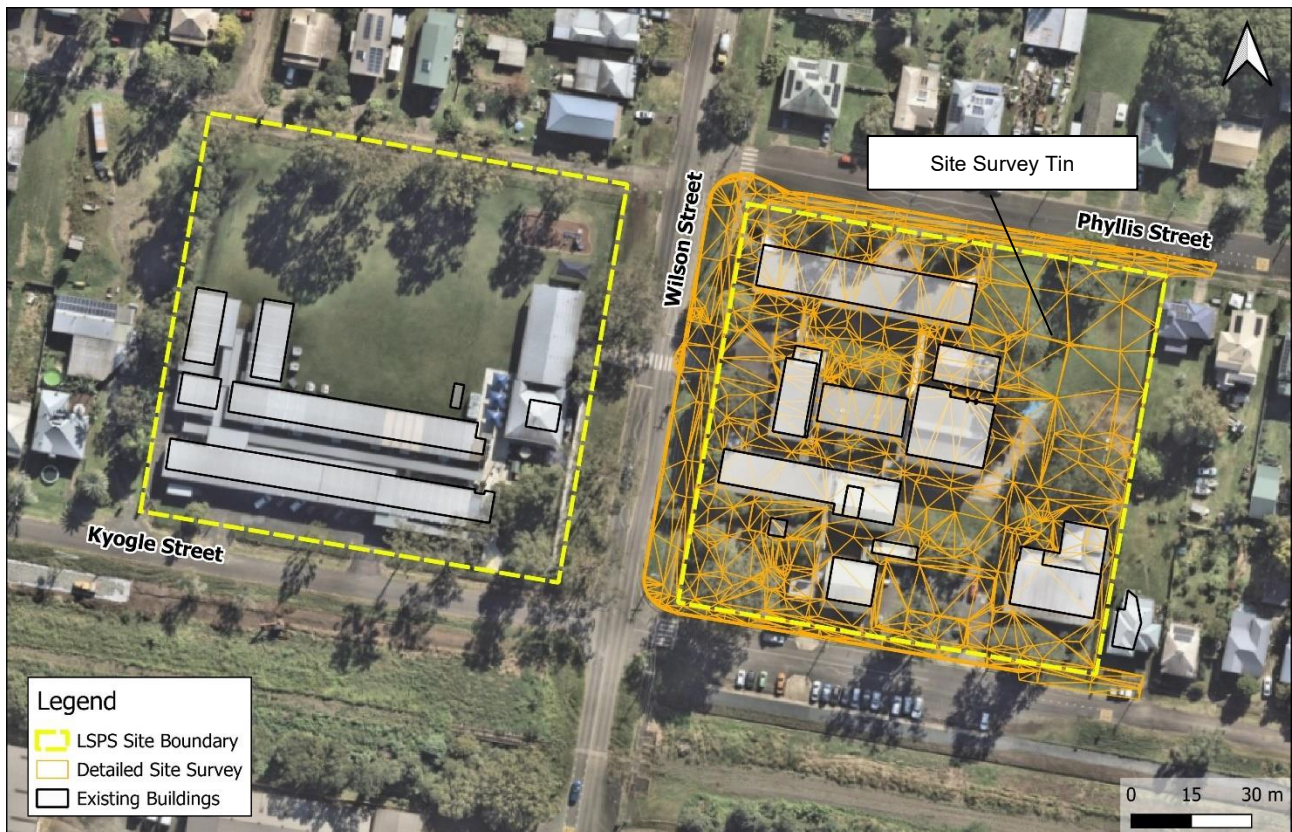 Site Survey Tin
Wilson Street
Phyllis Street
Kyogle Street
Legend
LSPS Site Boundary
Detailed Site Survey
Existing Buildings
0 15 30 m